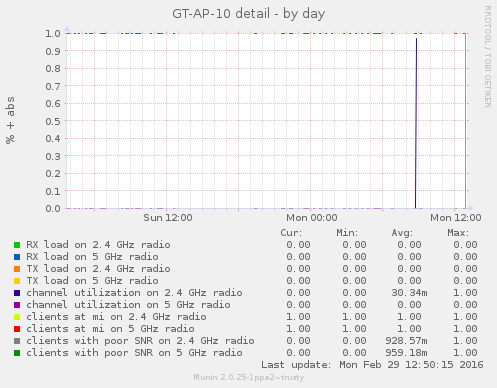 GT-AP-10 detail - by day
RRDTOOL / TOBI OETIKER
% + abs
1.0
0.9
0.8
0.7
0.6
0.5
0.4
0.3
0.2
0.1
0.0
Sun 12:00 Mon 00:00 Mon 12:00
Cur: Min: Avg: Max:
RX load on 2.4 GHz radio 0.00 0.00 0.00 0.00
RX load on 5 GHz radio 0.00 0.00 0.00 1.00
TX load on 2.4 GHz radio 0.00 0.00 0.00 0.00
TX load on 5 GHz radio 0.00 0.00 0.00 1.00
channel utilization on 2.4 GHz radio 0.00 0.00 30.34m 1.00
channel utilization on 5 GHz radio 0.00 0.00 0.00 1.00
clients at mi on 2.4 GHz radio 1.00 1.00 1.00 1.00
clients at mi on 5 GHz radio 1.00 1.00 1.00 1.00
clients with poor SNR on 2.4 GHz radio 0.00 0.00 928.57m 1.00
clients with poor SNR on 5 GHz radio 0.00 0.00 959.18m 1.00
Last update: Mon Feb 29 12:50:15 2016
Munin 2.0.25-1ppa2~trusty